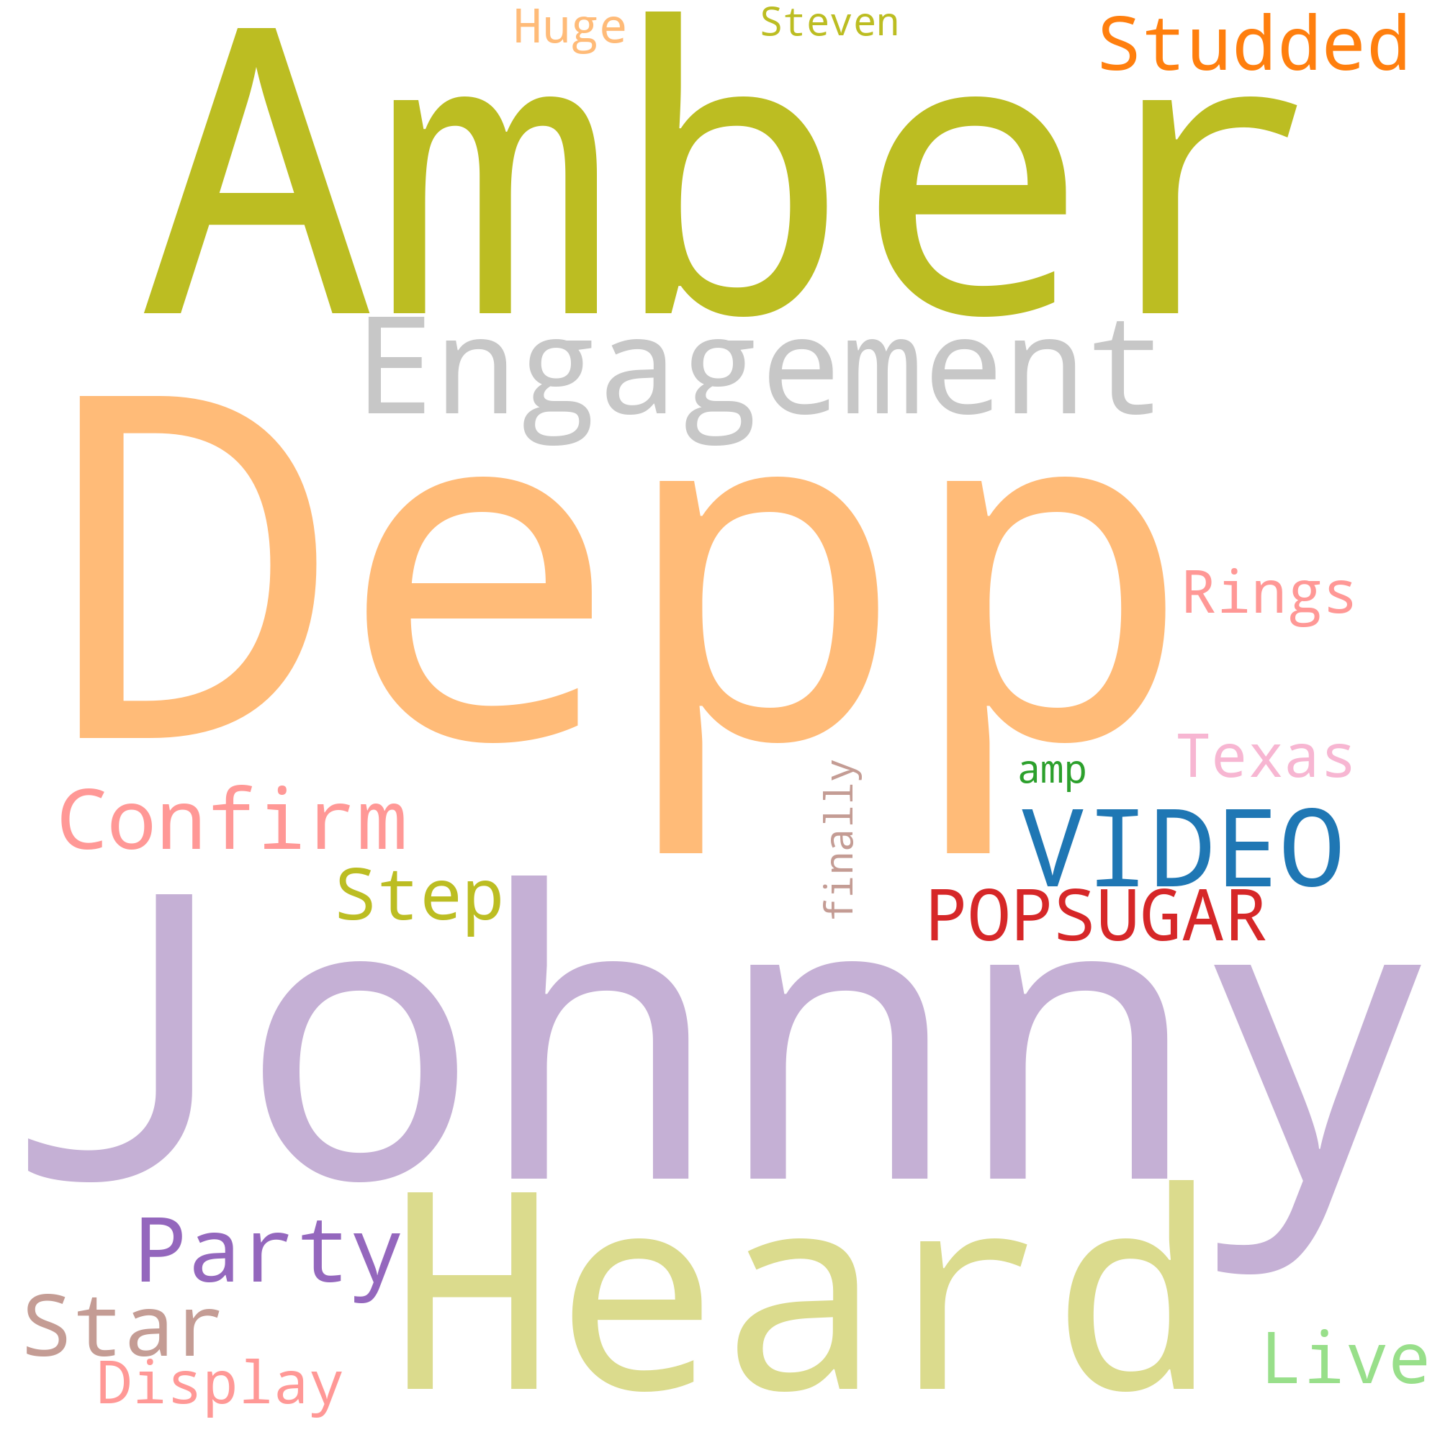 Huge Steven Studded
Amber
Engagement
Depp
Rings
Texas
amp
finally
Confirm
VIDEO
Step
POPSUGAR
Johnny
Heard
Party
Star
Display
Live